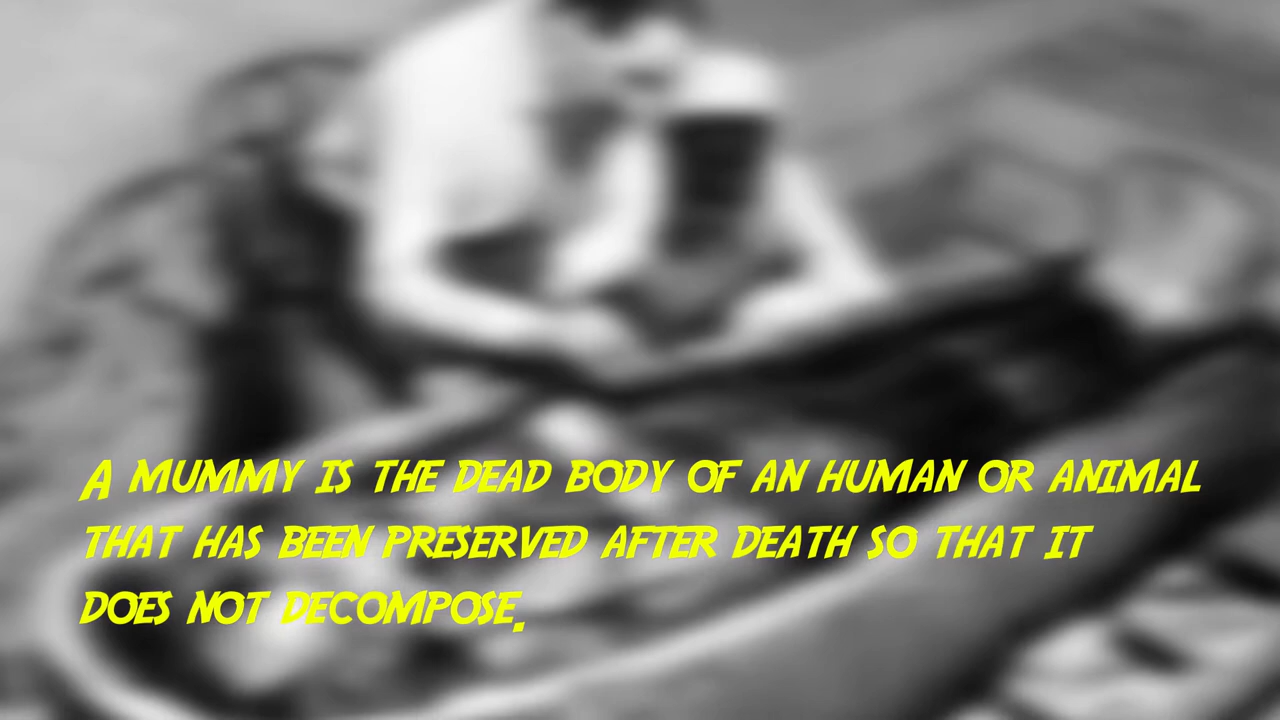 A MUMMY IS THE DEAD BODY OF AN HUMAN OR ANIMAL
THAT HAS BEEN PRESERVED AFTER DEATH SO THAT IT
DOES NOT DECOMPOSE.